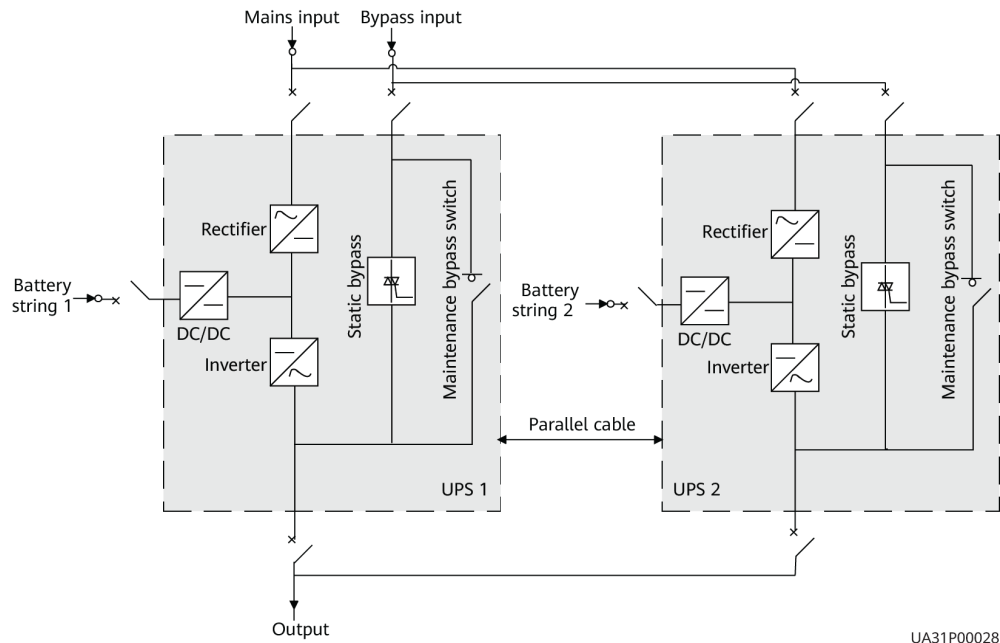 Mains input
Bypass input
Rectifier
Static bypass
Maintenance bypass switch
Battery
string 1
DC/DC
Inverter
UPS 1
Parallel cable
Rectifier
Static bypass
Maintenance bypass switch
Battery
string 2
DC/DC
Inverter
UPS 2
Output
UA31P00028